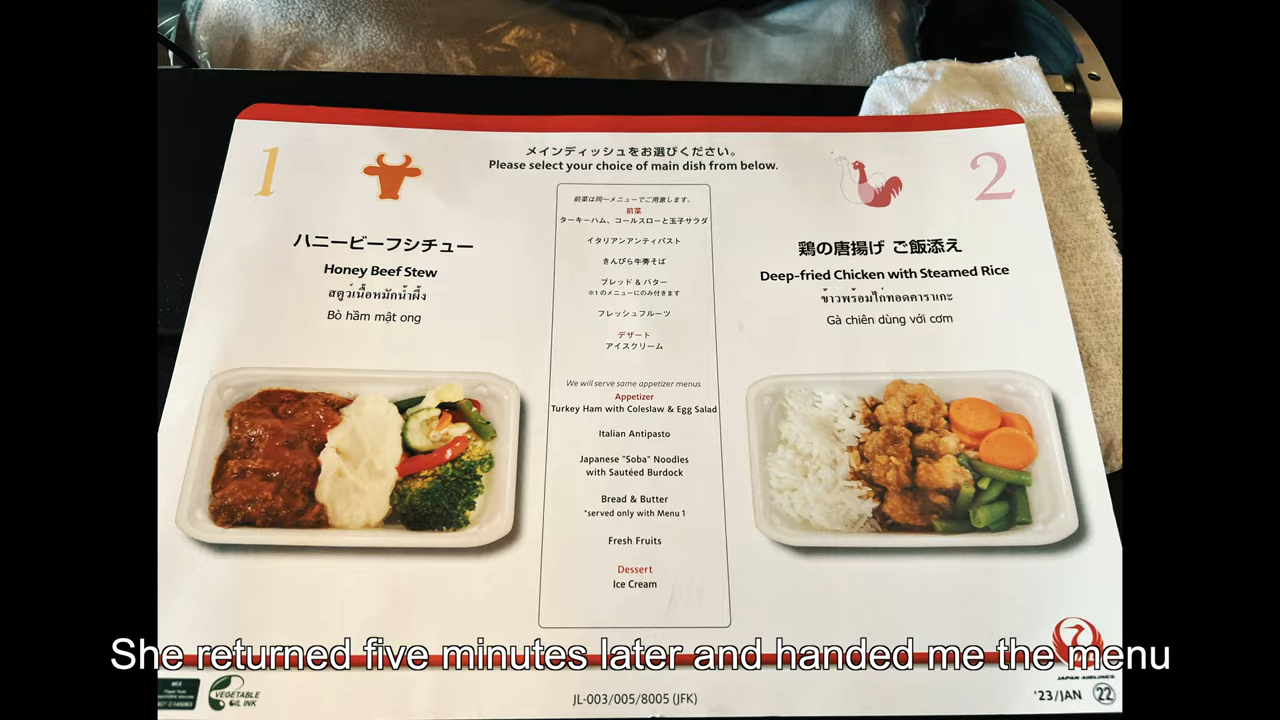 1
2
メインディッシュをお選びください。
Please select your choice of main dish from below.
ハニービーフシチュー
Honey Beef Stew
สตูว์เนื้อหมักน้ำผึ้ง
Bò hầm mật ong
前菜は同一メニューでご用意します。
前菜
ターキーハム、コールスローと玉子サラダ
イタリアンアンティパスト
きんぴら牛蒡そば
ブレッド & バター
※1のメニューにのみ付きます
フレッシュフルーツ
デザート
アイスクリーム
We will serve same appetizer menus.
Appetizer
Turkey Ham with Coleslaw & Egg Salad
Italian Antipasto
Japanese "Soba" Noodles
with Sautéed Burdock
Bread & Butter
*served only with Menu 1
Fresh Fruits
Dessert
Ice Cream
鶏の唐揚げ ご飯添え
Deep-fried Chicken with Steamed Rice
ข้าวพร้อมไก่ทอดคาราเกะ
Gà chiên dùng với cơm
She returned five minutes later and handed me the menu
VEGETABLE
OIL INK
JL-003/005/8005 (JFK)
JAPAN AIRLINES
'23/JAN 22